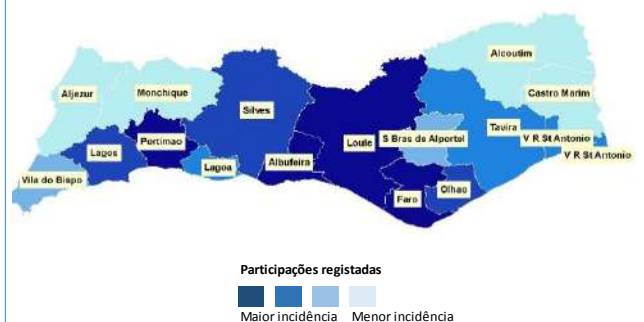 Alcoutim
Aljezur
Monchique
Castro Marim
Silves
Tavira
Portimao
Loule
S Bras de Alportel
V R St Antonio
Lagos
V R St Antonio
Lagoa
Albufeira
Vila do Bispo
Olhao
Faro
Participações registadas
Maior incidência Menor incidência